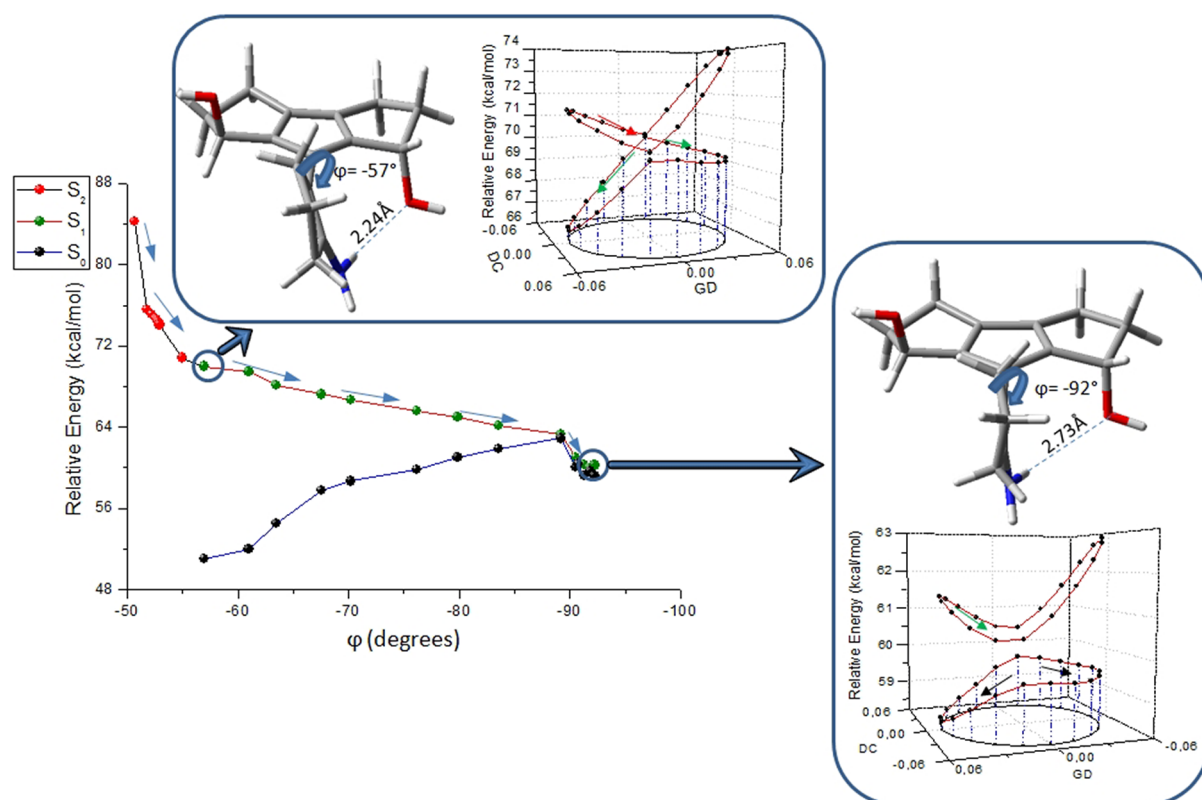 S2
S1
S0
88
80
72
64
56
48
-50
-60
-70
-80
-90
-100
Relative Energy (kcal/mol)
φ (degrees)
φ= -57°
2.24Å
Relative Energy (kcal/mol)
74
73
72
71
70
69
68
67
66
-0.06
0.00
0.06
DC
-0.06
0.00
0.06
GD
φ= -92°
2.73Å
Relative Energy (kcal/mol)
63
62
61
60
59
0,06
0,00
-0,06
DC
0,06
0,00
-0,06
GD